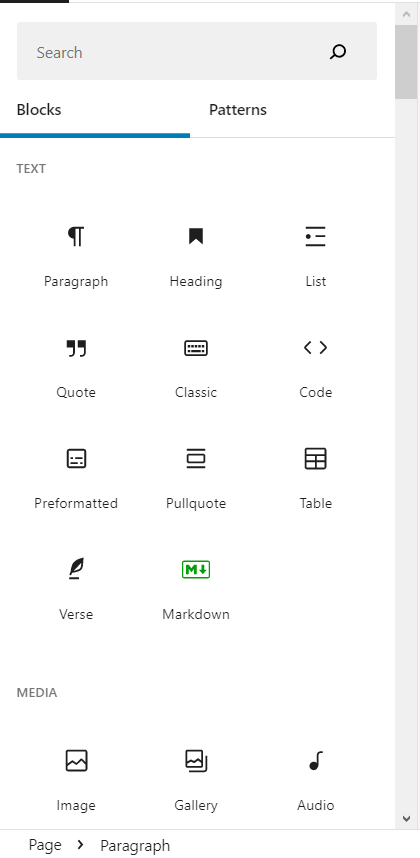 Search
Blocks Patterns
TEXT
Paragraph Heading List
Quote Classic Code
Preformatted Pullquote Table
M
Verse Markdown
MEDIA
Image Gallery Audio
Page > Paragraph